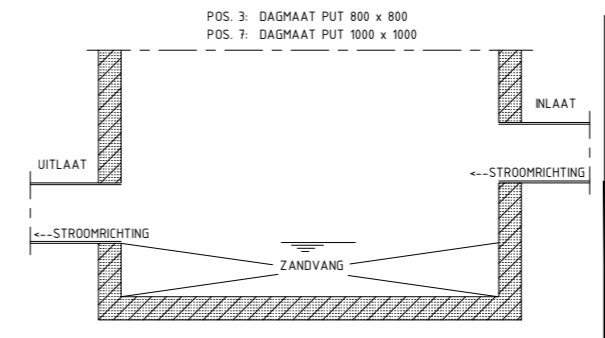 POS. 3: DAGMAAT PUT 800 x 800
POS. 7: DAGMAAT PUT 1000 x 1000
INLAAT
UITLAAT
<--STROOMRICHTING
<--STROOMRICHTING
ZANDVANG